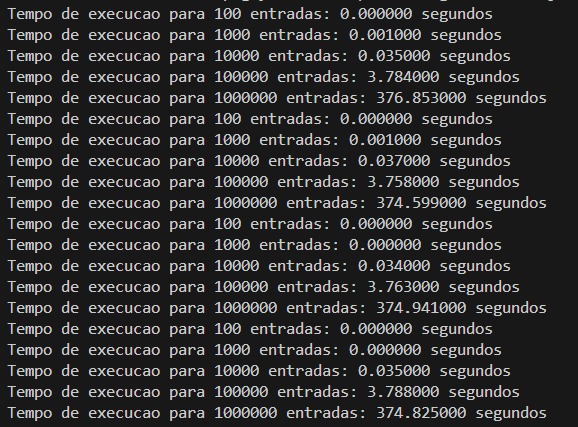 Tempo de execucao para 100 entradas: 0.000000 segundos
Tempo de execucao para 1000 entradas: 0.001000 segundos
Tempo de execucao para 10000 entradas: 0.035000 segundos
Tempo de execucao para 100000 entradas: 3.784000 segundos
Tempo de execucao para 1000000 entradas: 376.853000 segundos
Tempo de execucao para 100 entradas: 0.000000 segundos
Tempo de execucao para 1000 entradas: 0.001000 segundos
Tempo de execucao para 10000 entradas: 0.037000 segundos
Tempo de execucao para 100000 entradas: 3.758000 segundos
Tempo de execucao para 1000000 entradas: 374.599000 segundos
Tempo de execucao para 100 entradas: 0.000000 segundos
Tempo de execucao para 1000 entradas: 0.000000 segundos
Tempo de execucao para 10000 entradas: 0.034000 segundos
Tempo de execucao para 100000 entradas: 3.763000 segundos
Tempo de execucao para 1000000 entradas: 374.941000 segundos
Tempo de execucao para 100 entradas: 0.000000 segundos
Tempo de execucao para 1000 entradas: 0.000000 segundos
Tempo de execucao para 10000 entradas: 0.035000 segundos
Tempo de execucao para 100000 entradas: 3.788000 segundos
Tempo de execucao para 1000000 entradas: 374.825000 segundos